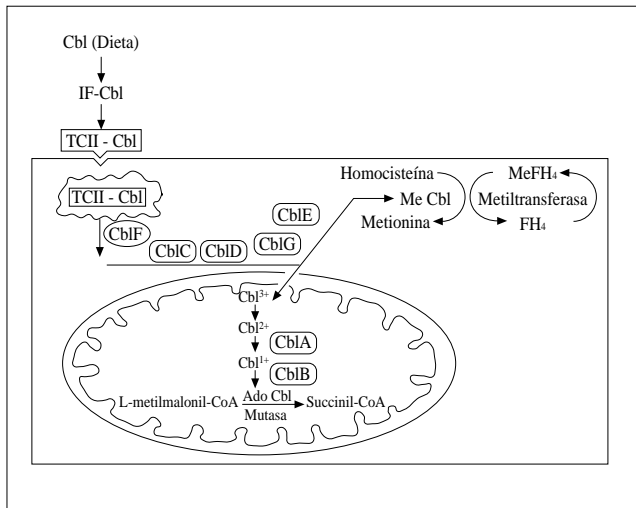 Cbl (Dieta)
IF-Cbl
TCII - Cbl
TCII - Cbl
CblF
CblC
CblD
CblG
CblE
Homocisteína
Me Cbl
Metionina
MeFH4
Metiltransferasa
FH4
Cbl3+
Cbl2+
CblA
Cbl1+
CblB
L-metilmalonil-CoA
Ado Cbl
Mutasa
Succinil-CoA